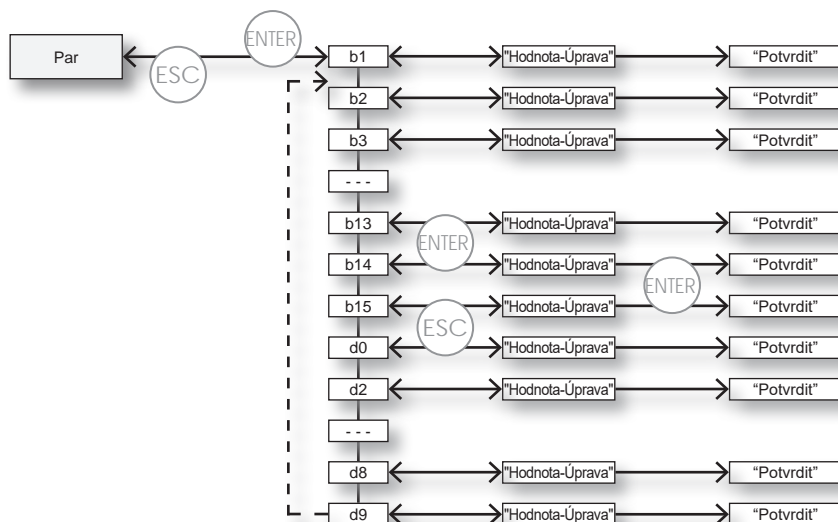 ENTER
Par
ESC
b1 "Hodnota-Úprava" “Potvrdit”
b2 "Hodnota-Úprava" “Potvrdit”
b3 "Hodnota-Úprava" “Potvrdit”
- - -
b13 "Hodnota-Úprava" “Potvrdit”
ENTER
b14 "Hodnota-Úprava" “Potvrdit”
ENTER
b15 "Hodnota-Úprava" “Potvrdit”
ESC
d0 "Hodnota-Úprava" “Potvrdit”
d2 "Hodnota-Úprava" “Potvrdit”
- - -
d8 "Hodnota-Úprava" “Potvrdit”
d9 "Hodnota-Úprava" “Potvrdit”